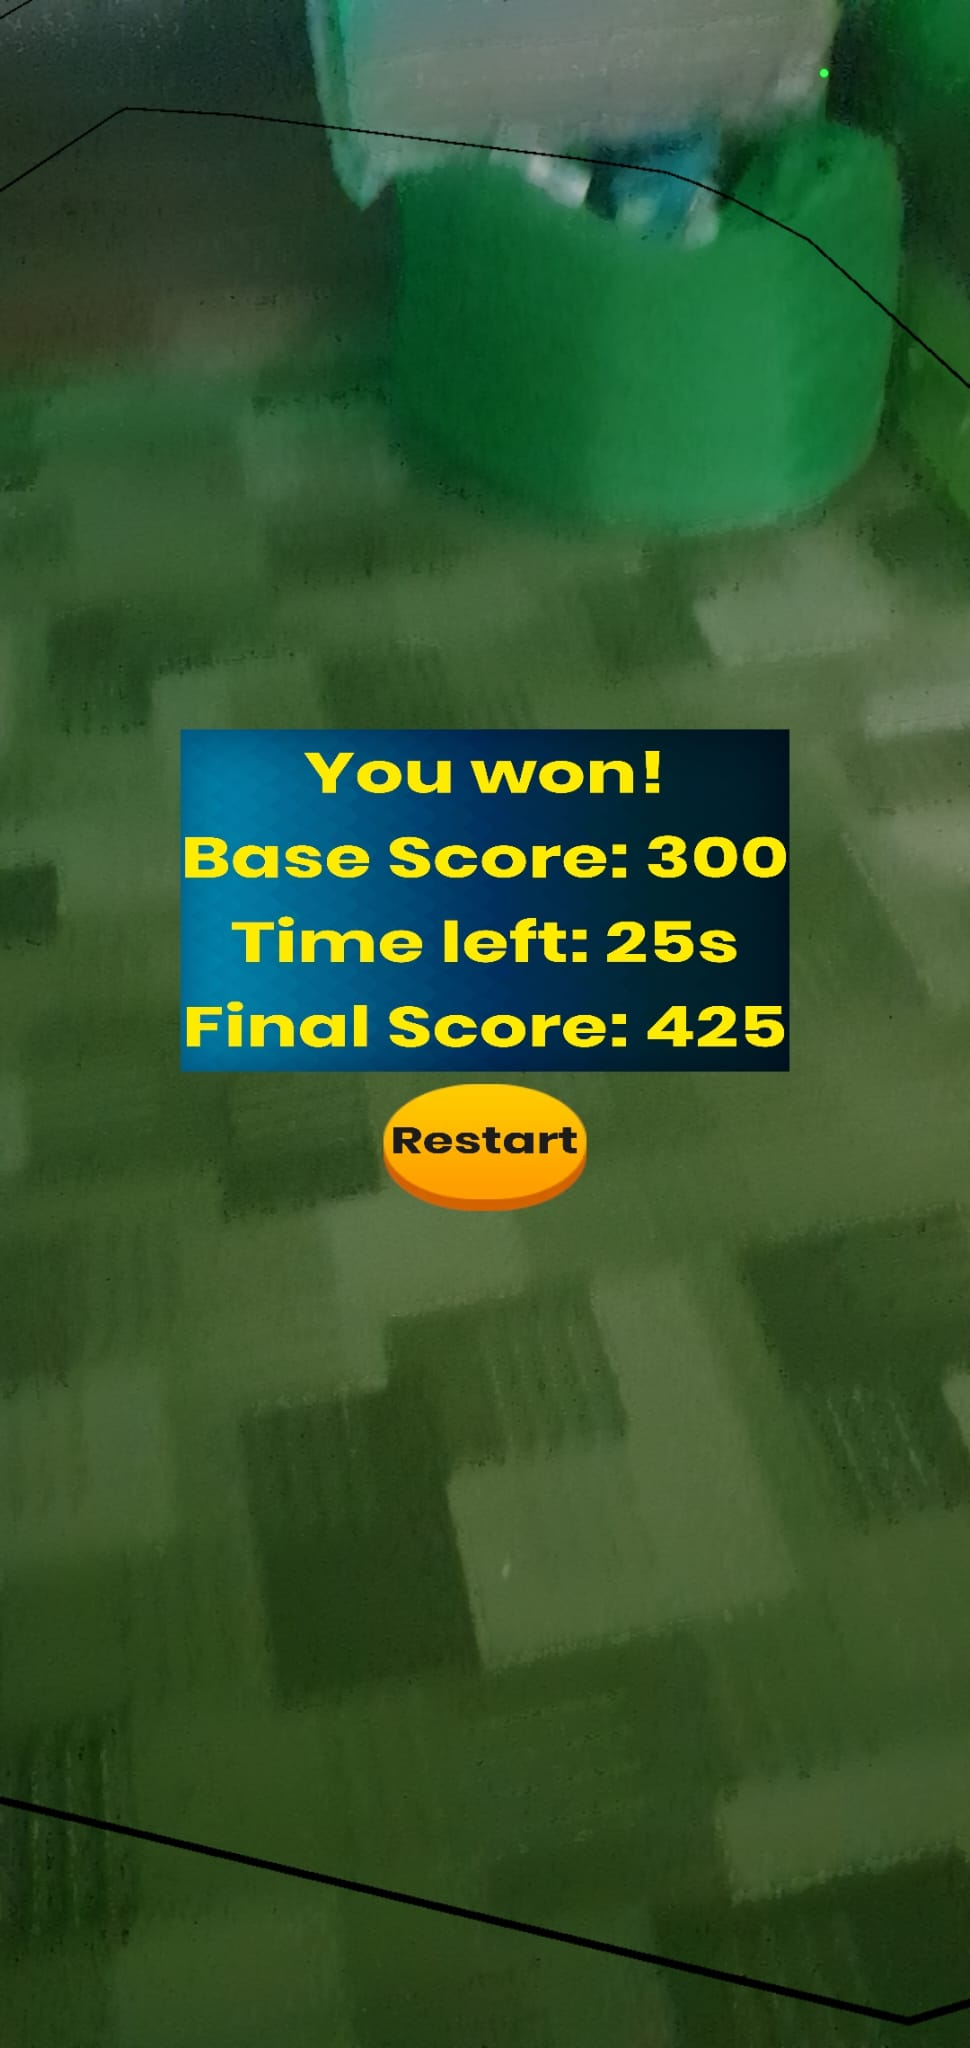 You won!
Base Score: 300
Time left: 25s
Final Score: 425
Restart